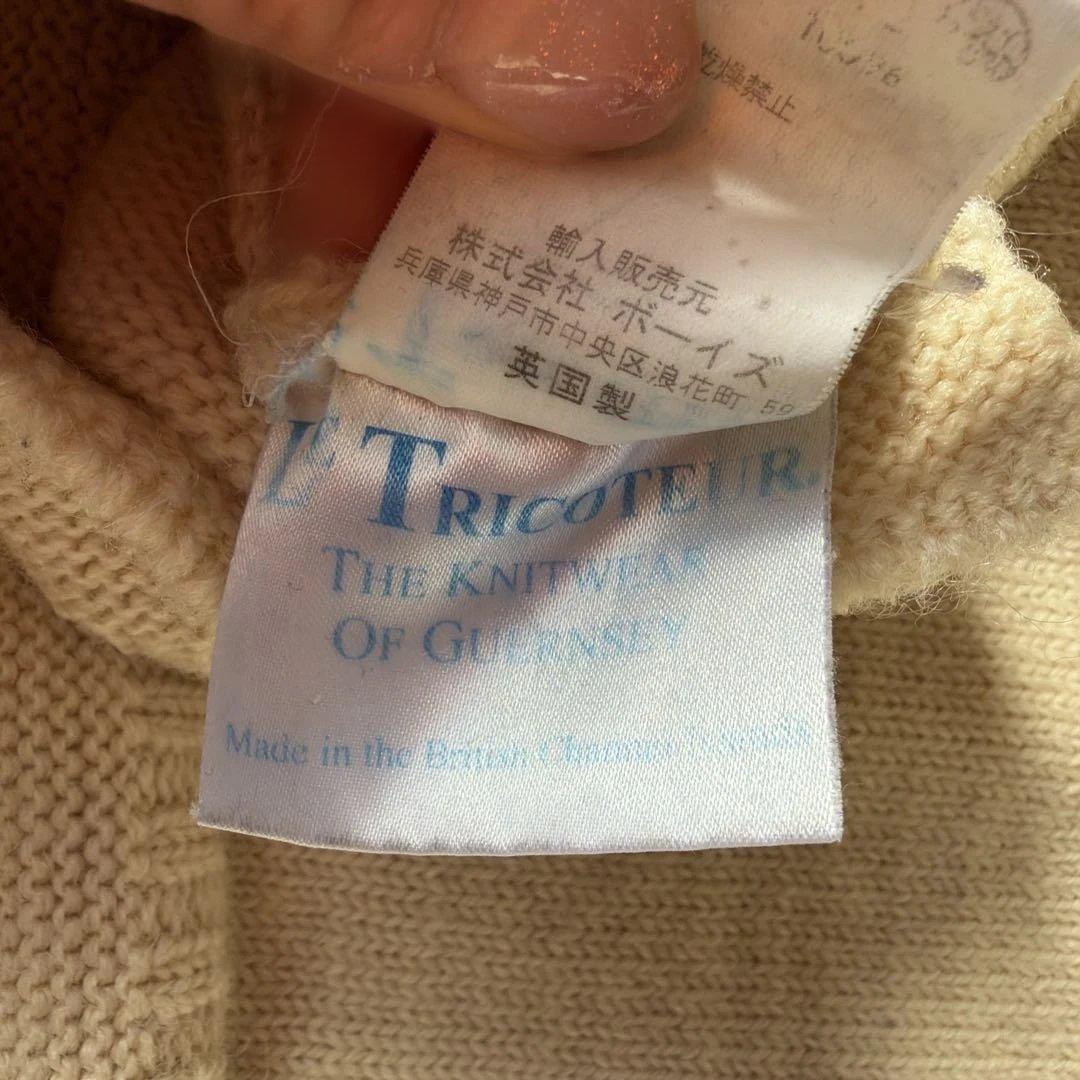 乾燥禁止
輸入販売元
株式会社 ボーイズ
兵庫県神戸市中央区浪花町 59
英国製
LE TRICOTEUR
THE KNITWEAR
OF GUERNSEY
Made in the British Channel Islands